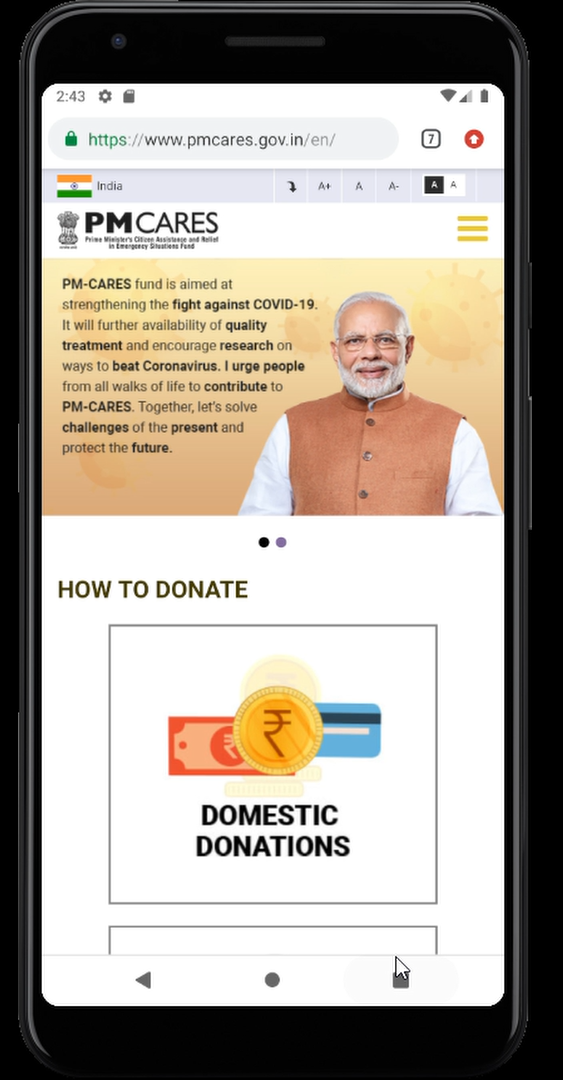 2:43
https://www.pmcares.gov.in/en/
7
India
A+
A
A-
A
A
PMCARES
Prime Minister's Citizen Assistance and Relief
in Emergency Situations Fund
PM-CARES fund is aimed at
strengthening the fight against COVID-19.
It will further availability of quality
treatment and encourage research on
ways to beat Coronavirus. I urge people
from all walks of life to contribute to
PM-CARES. Together, let's solve
challenges of the present and
protect the future.
HOW TO DONATE
₹
₹
DOMESTIC
DONATIONS